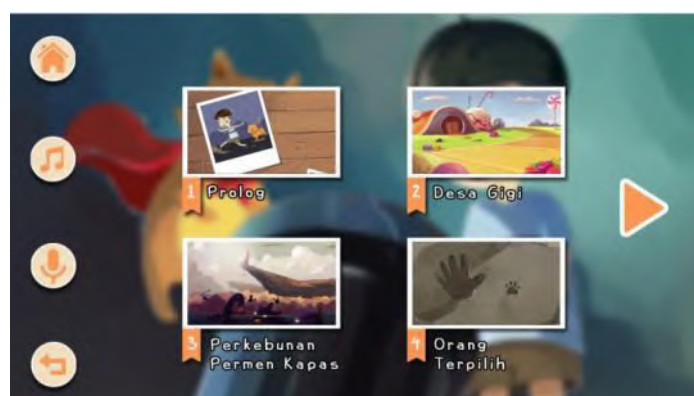 1 Prolog
2 Desa Gigi
3 Perkebunan
Permen Kapas
4 Orang
Terpilih